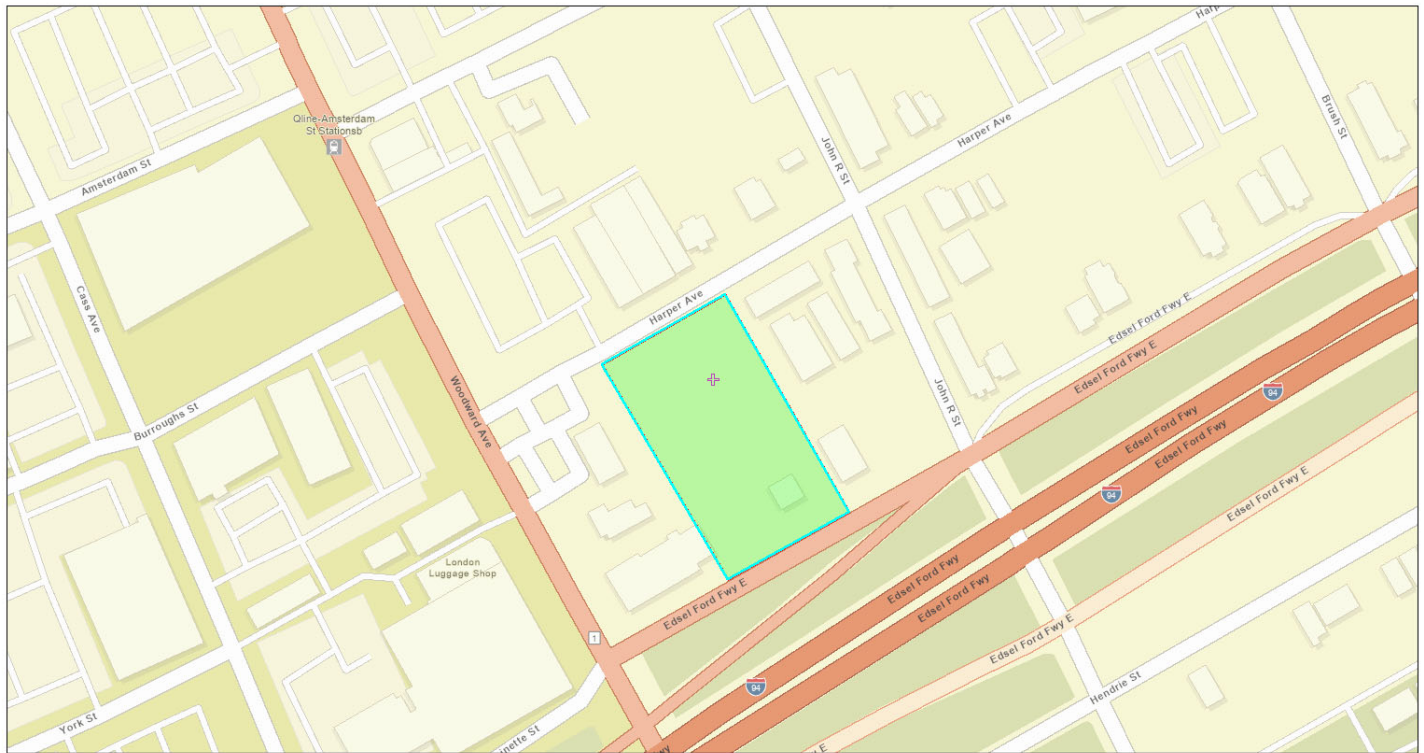 Harp
Qline-Amsterdam
St Stationsb
Brush St
Harper Ave
John R St
Amsterdam St
Cass Ave
Harper Ave
Edsel Ford Fwy E
Edsel Ford Fwy E
Woodward Ave
John R St
94
Burroughs St
Edsel Ford Fwy
Edsel Ford Fwy
94
Edsel Ford Fwy E
London
Luggage Shop
Edsel Ford Fwy
Edsel Ford Fwy
Edsel Ford Fwy E
1
Edsel Ford Fwy E
94
Hendrie St
York St
inette St
wy
y E